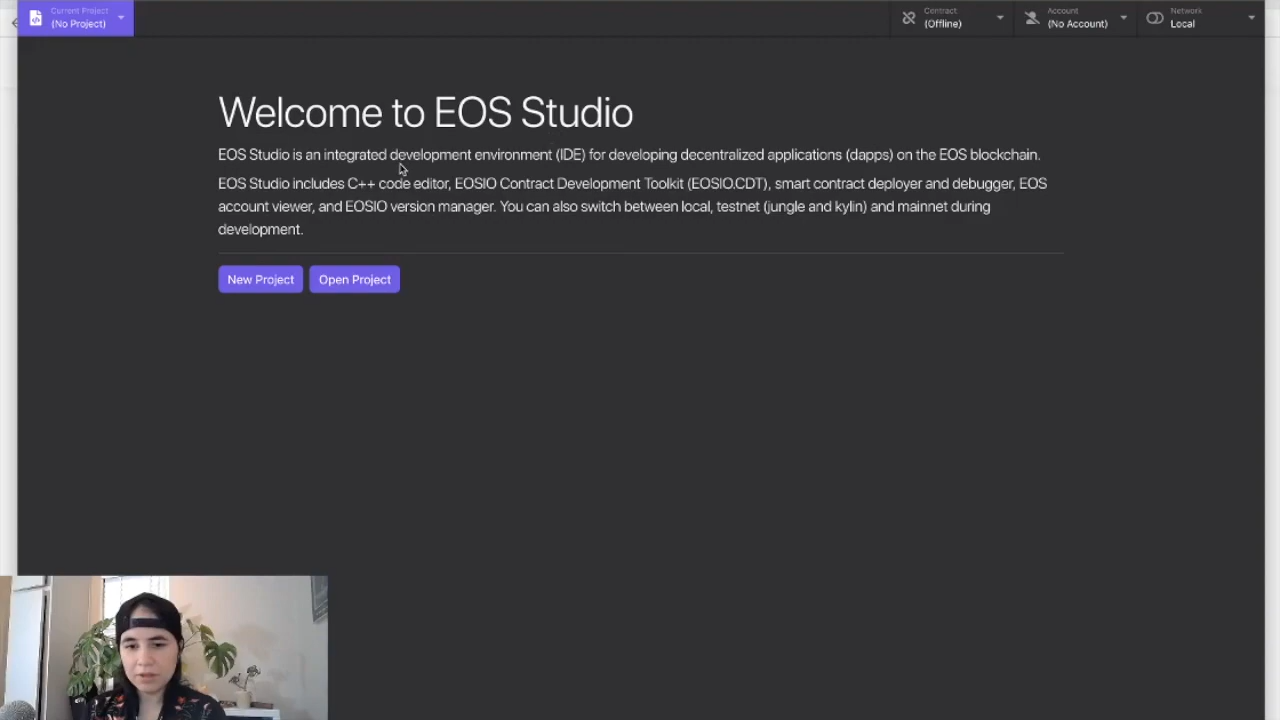 Current Project
(No Project)
Contract
(Offline)
Account
(No Account)
Network
Local
Welcome to EOS Studio
EOS Studio is an integrated development environment (IDE) for developing decentralized applications (dapps) on the EOS blockchain.
EOS Studio includes C++ code editor, EOSIO Contract Development Toolkit (EOSIO.CDT), smart contract deployer and debugger, EOS
account viewer, and EOSIO version manager. You can also switch between local, testnet (jungle and kylin) and mainnet during
development.
New Project
Open Project